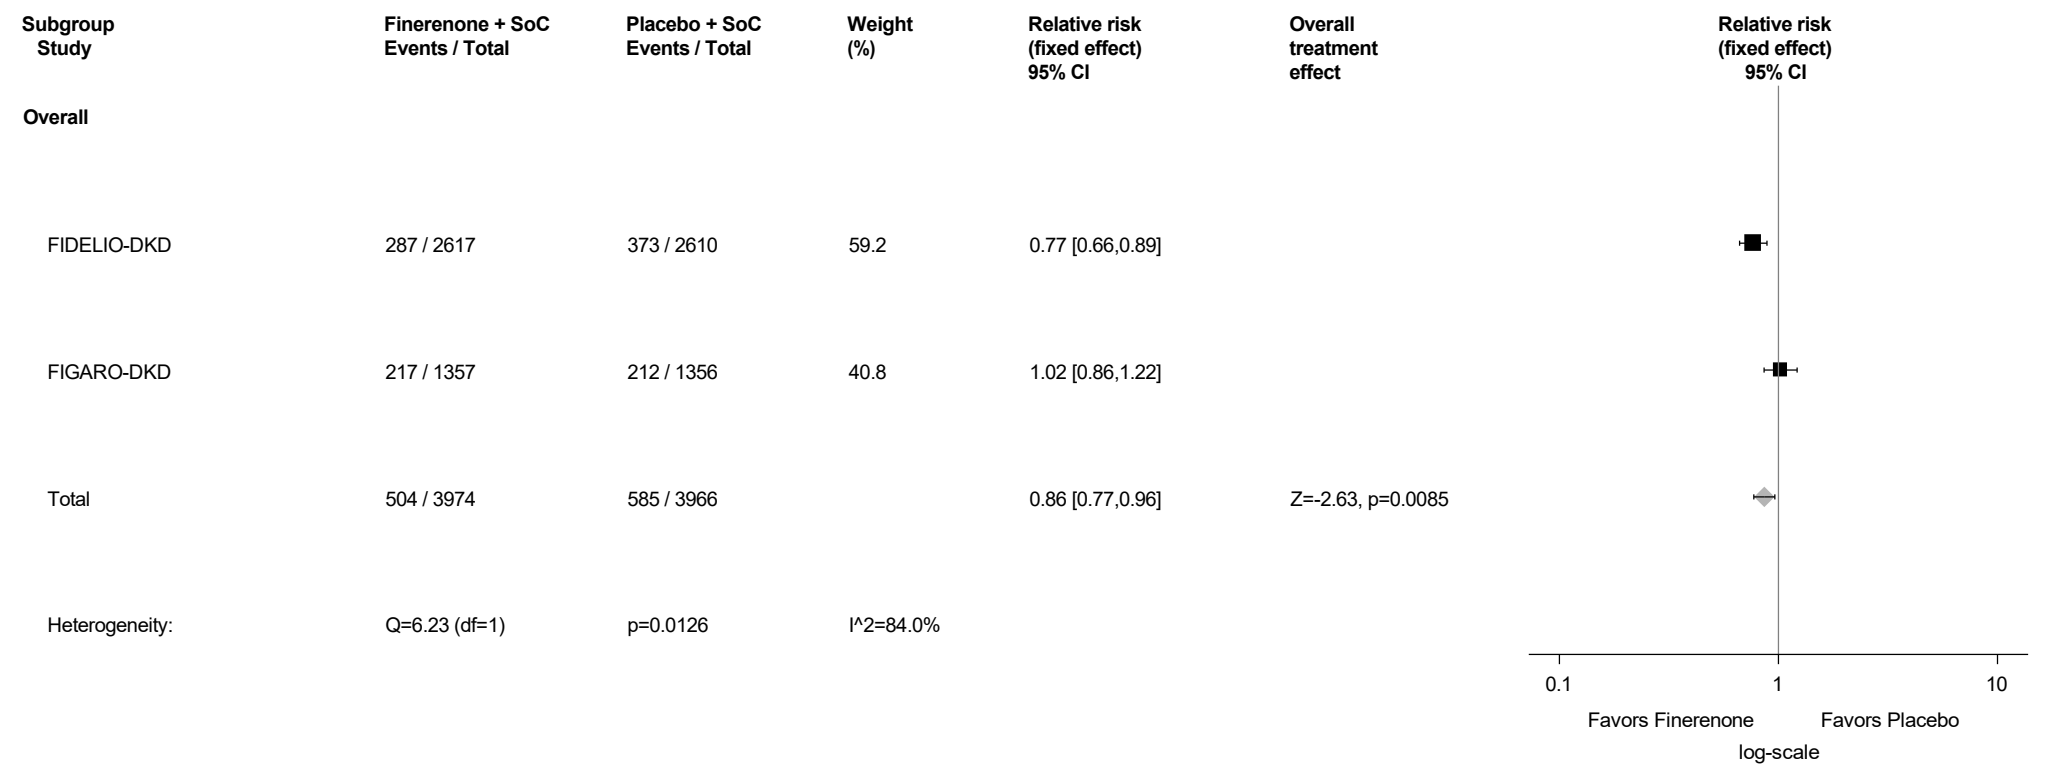 Subgroup Finerenone + SoC Placebo + SoC Weight Relative risk Overall Relative risk
Study Events / Total Events / Total (%) (fixed effect) treatment (fixed effect)
95% CI effect 95% CI
Overall
FIDELIO-DKD 287 / 2617 373 / 2610 59.2 0.77 [0.66,0.89]
FIGARO-DKD 217 / 1357 212 / 1356 40.8 1.02 [0.86,1.22]
Total 504 / 3974 585 / 3966 0.86 [0.77,0.96] Z=-2.63, p=0.0085
Heterogeneity: Q=6.23 (df=1) p=0.0126 I^2=84.0%
0.1 1 10
Favors Finerenone Favors Placebo
log-scale